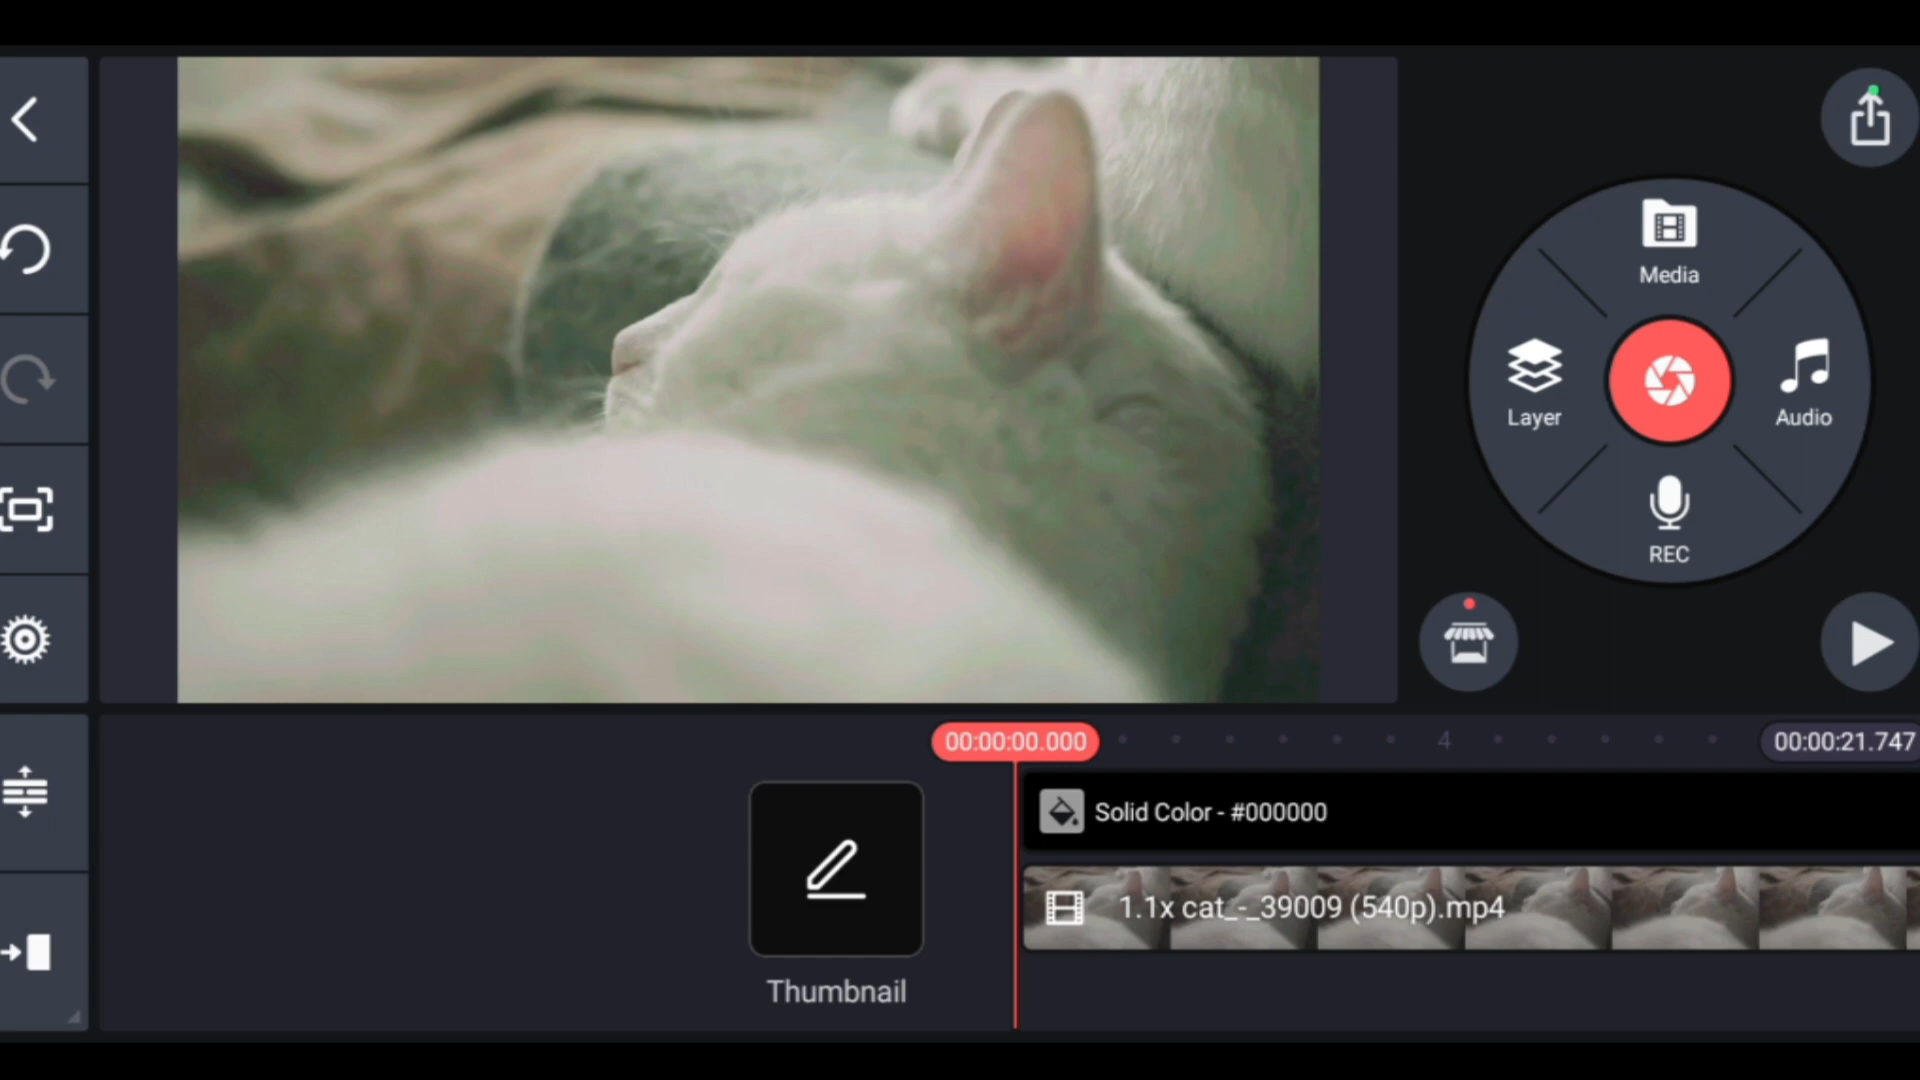 Media
Layer
Audio
REC
00:00:00.000
4
00:00:21.747
Solid Color - #000000
1.1x cat_-_39009 (540p).mp4
Thumbnail